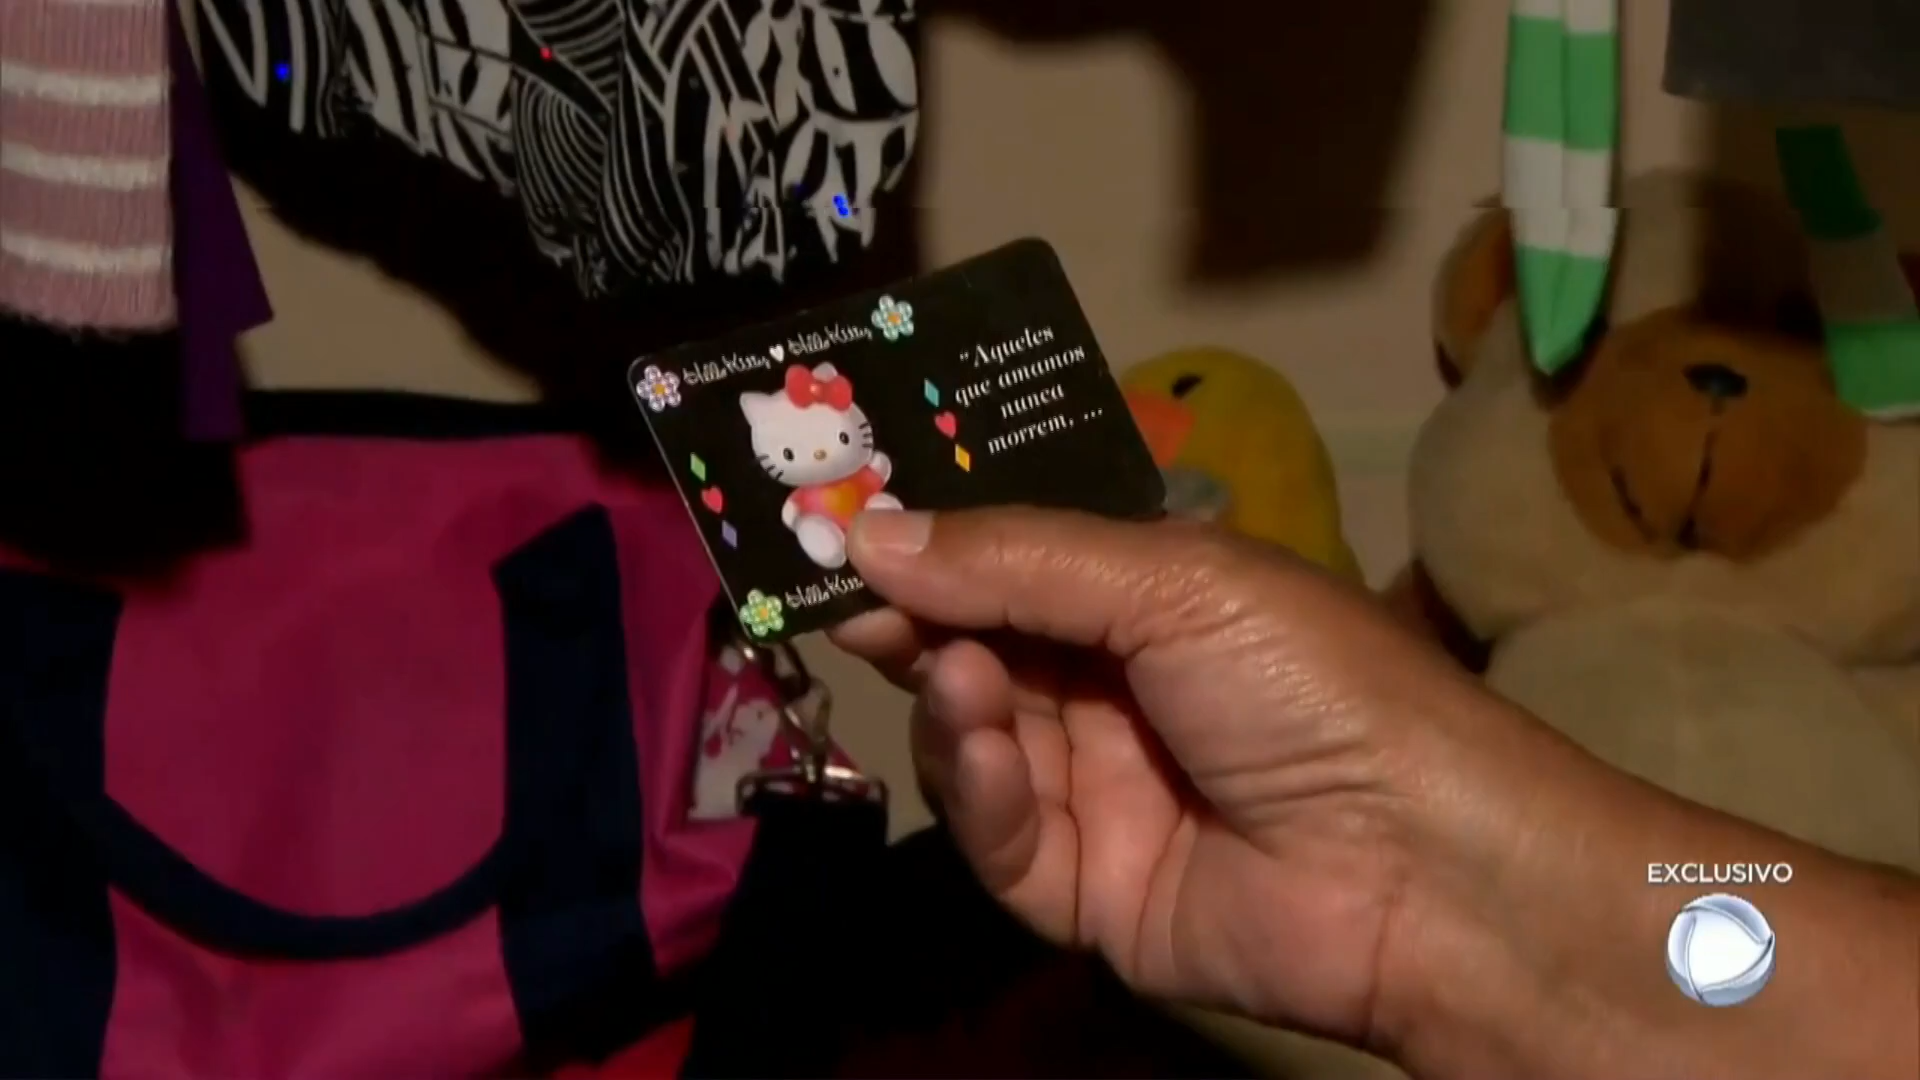 Hello Kitty Hello Kitty
"Aqueles
que amamos
nunca
morrem, ...
Hello Kitty
EXCLUSIVO